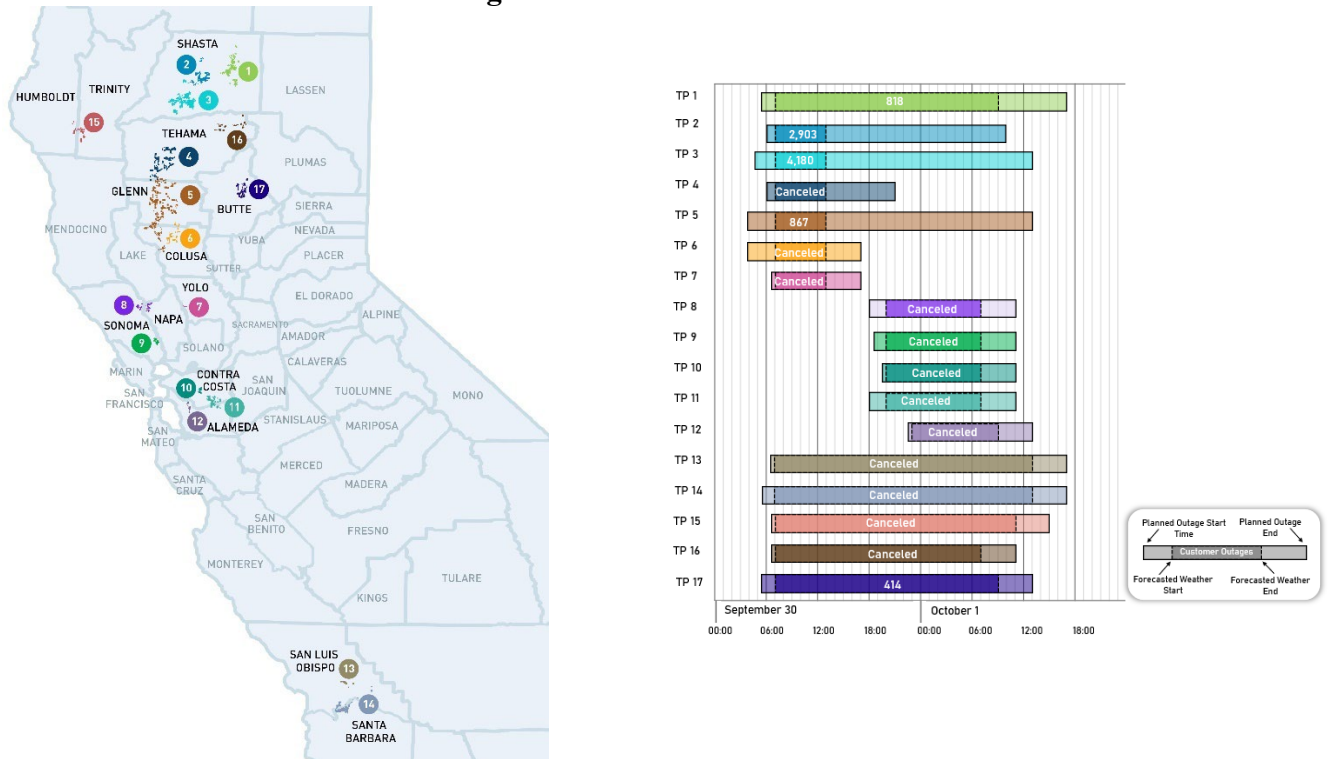 g
SHASTA
2
1
LASSEN
TRINITY
HUMBOLDT
3
15
TEHAMA
16
4
PLUMAS
GLENN
5
17
BUTTE
SIERRA
MENDOCINO
6
NEVADA
YUBA
LAKE
COLUSA
PLACER
SUTTER
YOLO
8
7
EL DORADO
NAPA
ALPINE
SONOMA
SACRAMENTO
9
AMADOR
SOLANO
CALAVERAS
MARIN
CONTRA
COSTA
10
SAN
JOAQUIN
TUOLUMNE
MONO
SAN
FRANCISCO
11
12
ALAMEDA
STANISLAUS
MARIPOSA
SAN
MATEO
MERCED
SANTA
CRUZ
MADERA
SAN
BENITO
FRESNO
MONTEREY
TULARE
KINGS
SAN LUIS
OBISPO
13
14
SANTA
BARBARA
TP 1 818
TP 2 2,903
TP 3 4,180
TP 4 Canceled
TP 5 867
TP 6 Canceled
TP 7 Canceled
TP 8 Canceled
TP 9 Canceled
TP 10 Canceled
TP 11 Canceled
TP 12 Canceled
TP 13 Canceled
TP 14 Canceled
TP 15 Canceled
TP 16 Canceled
TP 17 414
September 30 October 1
00:00 06:00 12:00 18:00 00:00 06:00 12:00 18:00
Planned Outage Start
Time
Planned Outage
End
Customer Outages
Forecasted Weather
Start
Forecasted Weather
End